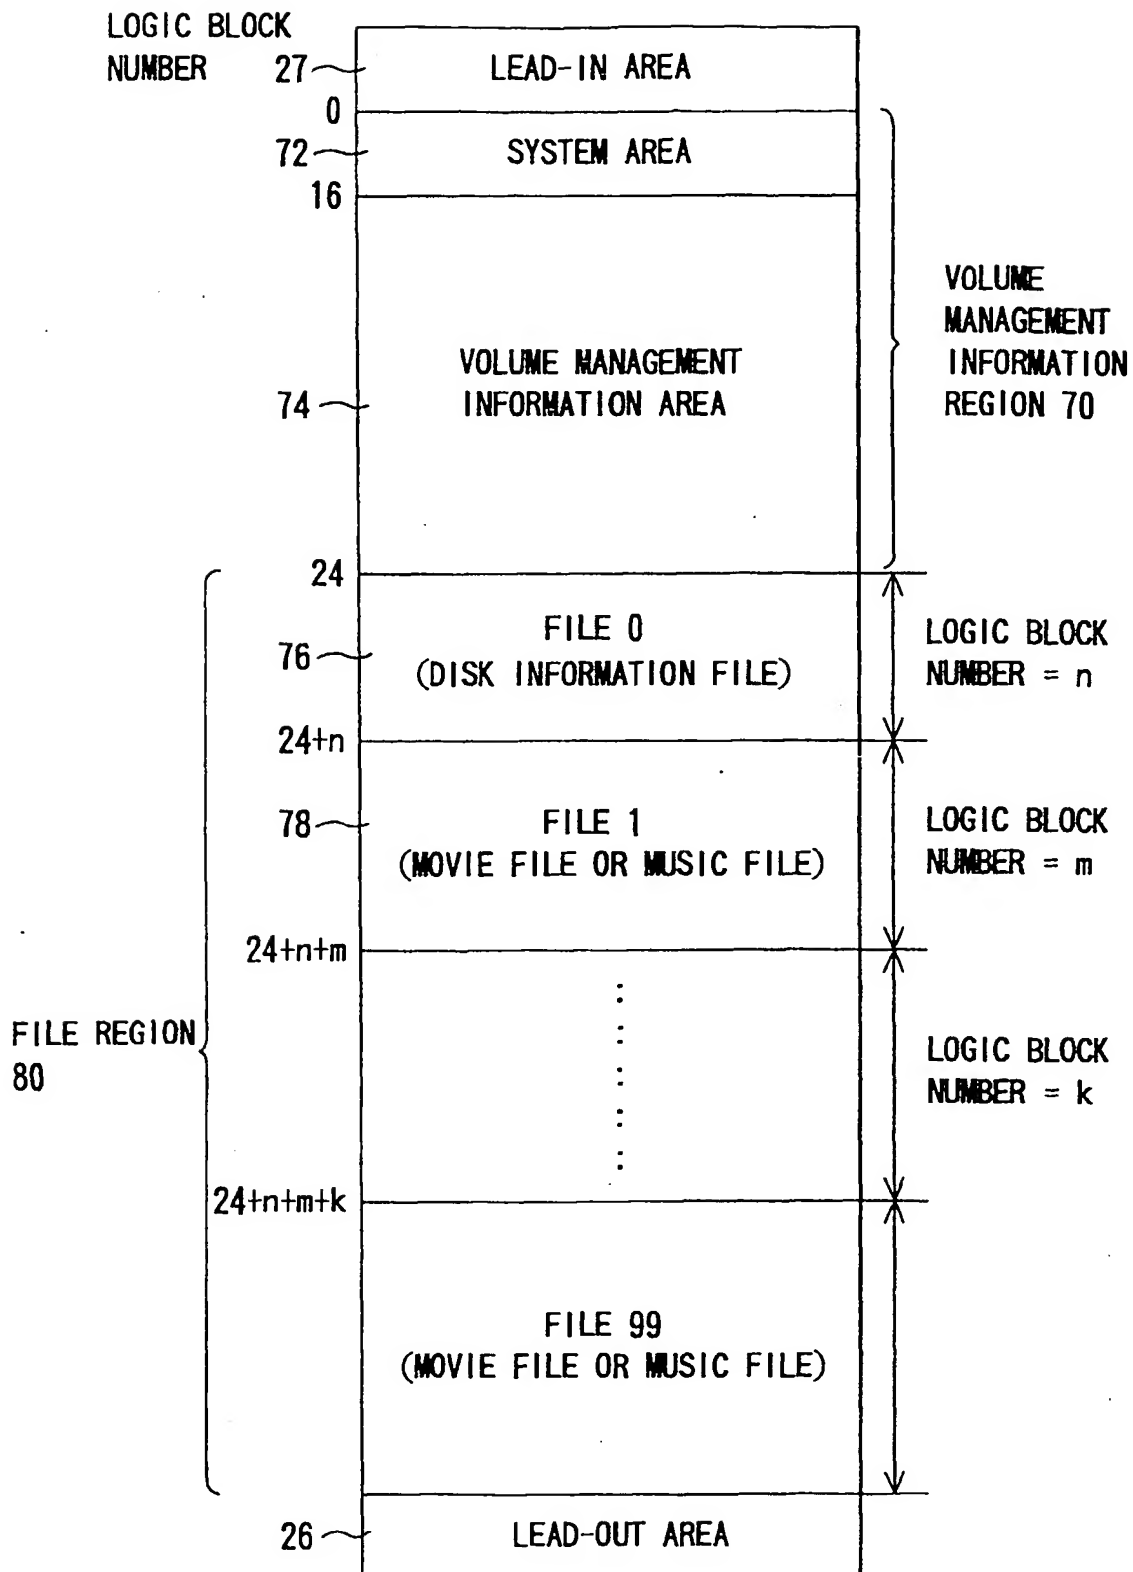 LOGIC BLOCK
NUMBER
27
LEAD-IN AREA
0
72
SYSTEM AREA
16
VOLUME
MANAGEMENT
INFORMATION
REGION 70
VOLUME MANAGEMENT
INFORMATION AREA
74
24
FILE 0
(DISK INFORMATION FILE)
76
LOGIC BLOCK
NUMBER = n
24+n
78
FILE 1
(MOVIE FILE OR MUSIC FILE)
LOGIC BLOCK
NUMBER = m
24+n+m
FILE REGION
80
LOGIC BLOCK
NUMBER = k
24+n+m+k
FILE 99
(MOVIE FILE OR MUSIC FILE)
26
LEAD-OUT AREA